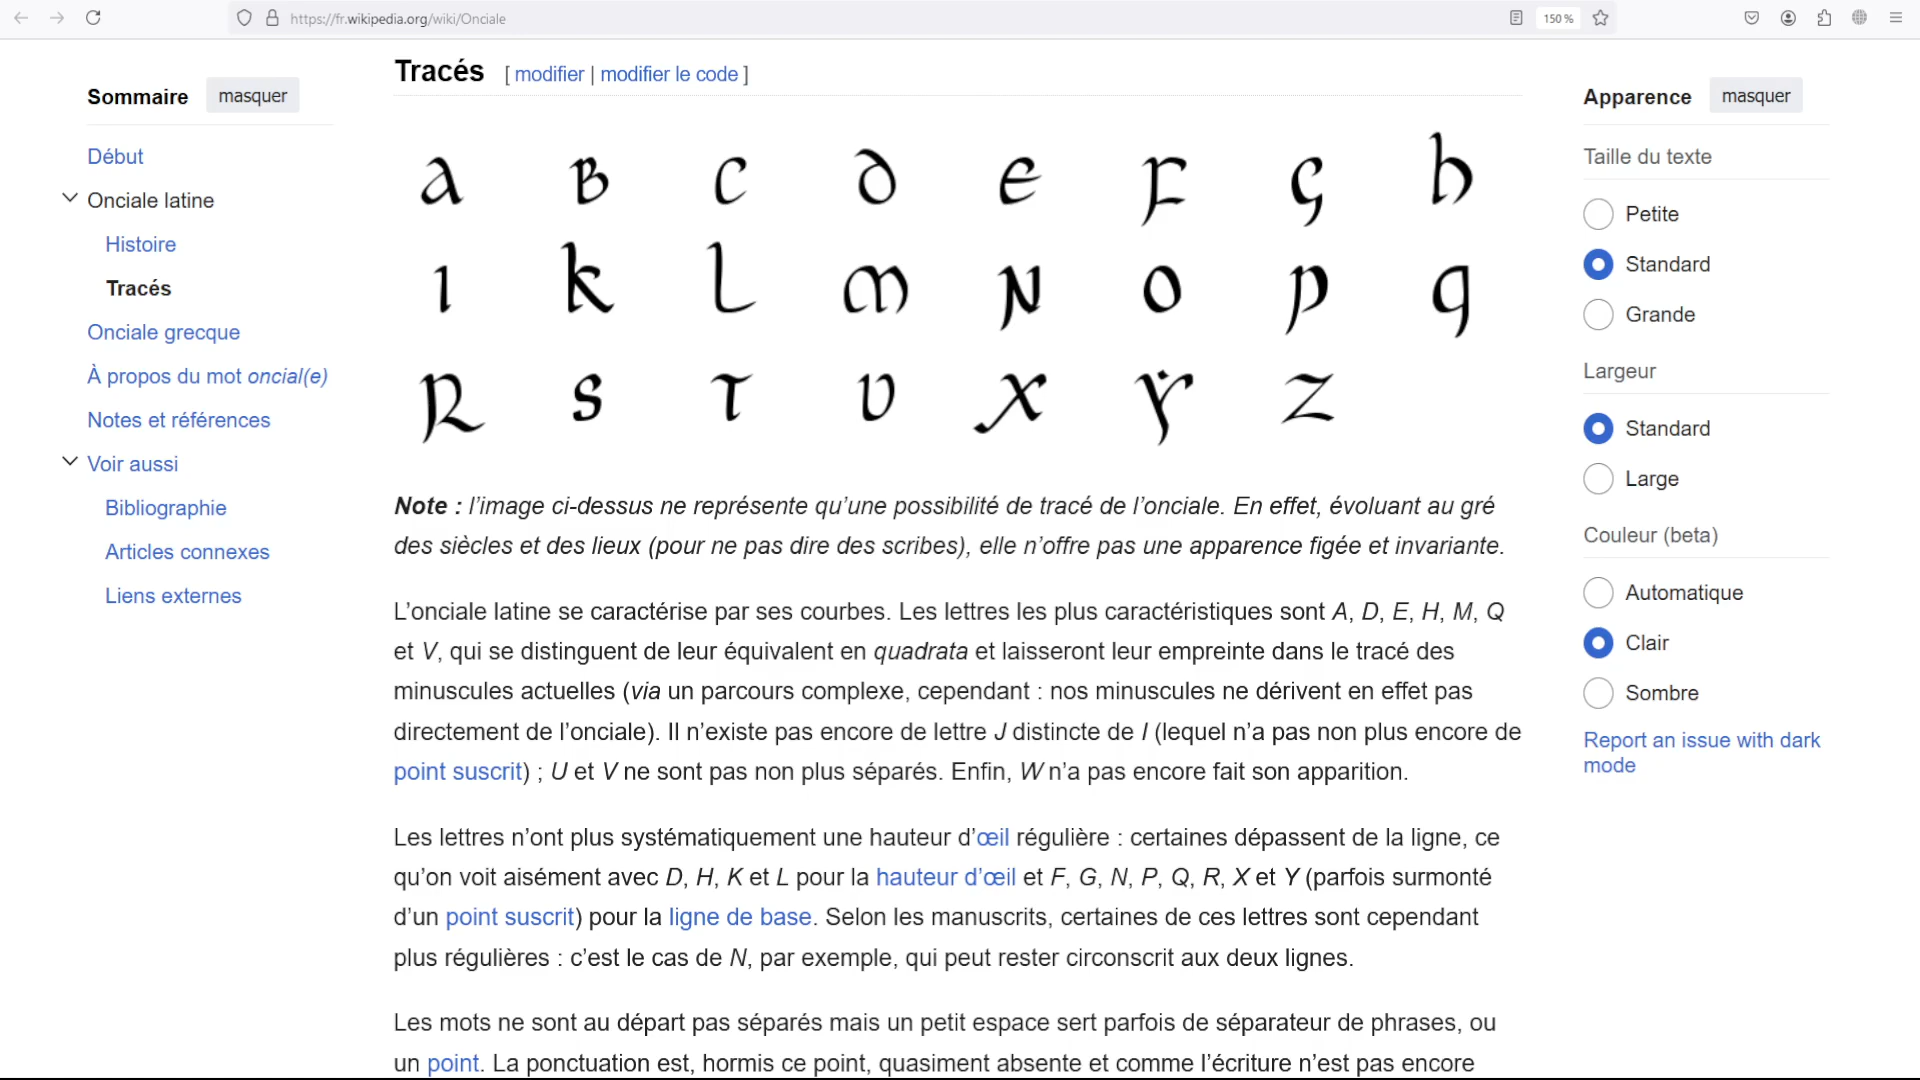 https://fr.wikipedia.org/wiki/Onciale
150 %
Sommaire
masquer
Début
Onciale latine
Histoire
Tracés
Onciale grecque
À propos du mot oncial(e)
Notes et références
Voir aussi
Bibliographie
Articles connexes
Liens externes
Tracés [ modifier | modifier le code ]
a B C D E F G h
I K L M N O P q
R S T U X Y Z
Note : l’image ci-dessus ne représente qu’une possibilité de tracé de l’onciale. En effet, évoluant au gré
des siècles et des lieux (pour ne pas dire des scribes), elle n’offre pas une apparence figée et invariante.
L’onciale latine se caractérise par ses courbes. Les lettres les plus caractéristiques sont A, D, E, H, M, Q
et V, qui se distinguent de leur équivalent en quadrata et laisseront leur empreinte dans le tracé des
minuscules actuelles (via un parcours complexe, cependant : nos minuscules ne dérivent en effet pas
directement de l’onciale). Il n’existe pas encore de lettre J distincte de I (lequel n’a pas non plus encore de
point suscrit) ; U et V ne sont pas non plus séparés. Enfin, W n’a pas encore fait son apparition.
Les lettres n’ont plus systématiquement une hauteur d’œil régulière : certaines dépassent de la ligne, ce
qu’on voit aisément avec D, H, K et L pour la hauteur d’œil et F, G, N, P, Q, R, X et Y (parfois surmonté
d’un point suscrit) pour la ligne de base. Selon les manuscrits, certaines de ces lettres sont cependant
plus régulières : c’est le cas de N, par exemple, qui peut rester circonscrit aux deux lignes.
Les mots ne sont au départ pas séparés mais un petit espace sert parfois de séparateur de phrases, ou
un point. La ponctuation est, hormis ce point, quasiment absente et comme l’écriture n’est pas encore
Apparence
masquer
Taille du texte
Petite
Standard
Grande
Largeur
Standard
Large
Couleur (beta)
Automatique
Clair
Sombre
Report an issue with dark
mode